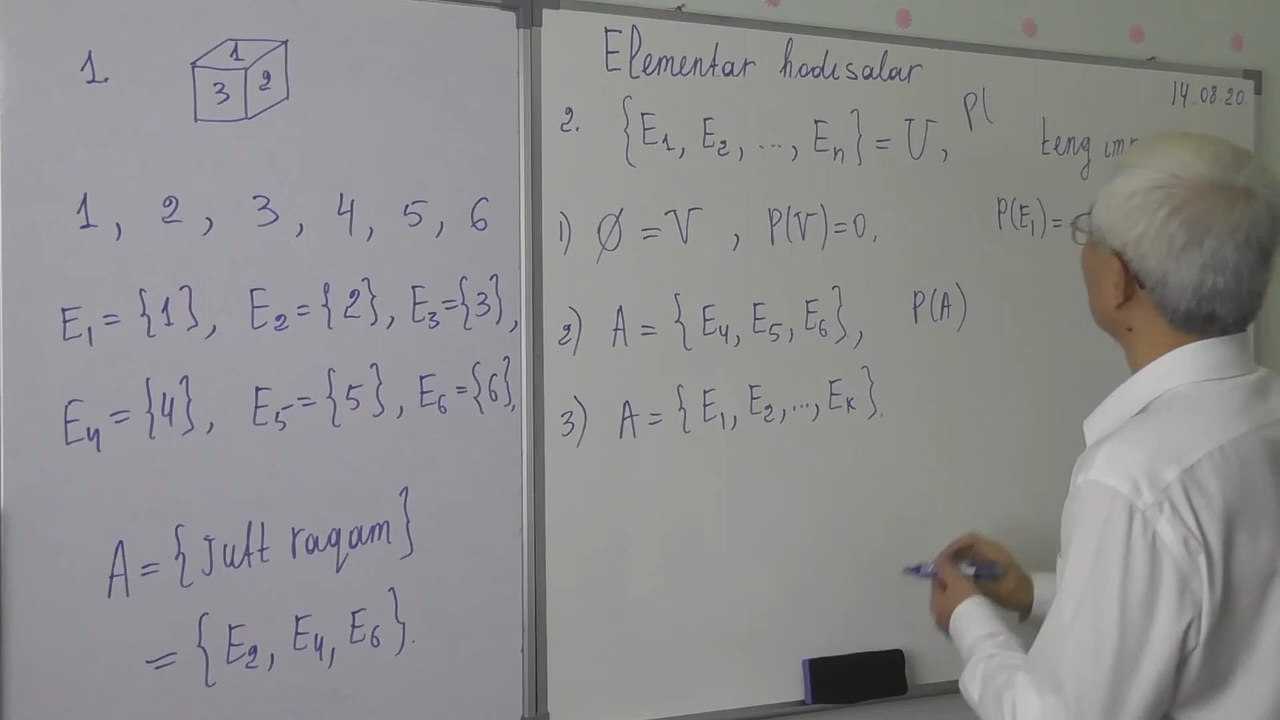 1.
1
3 2
1, 2, 3, 4, 5, 6
E₁ = {1}, E₂ = {2}, E₃ = {3},
E₄ = {4}, E₅ = {5}, E₆ = {6},
A = {Juft raqam}
= {E₂, E₄, E₆}.
Elementar hodisalar
14.08.20
2. {E₁, E₂, ..., Eₙ} = U, P( teng
1) ∅ = V, P(V)=0, P(E₁)=
2) A = {E₄, E₅, E₆}, P(A)
3) A = {E₁, E₂, ..., Eₖ}.